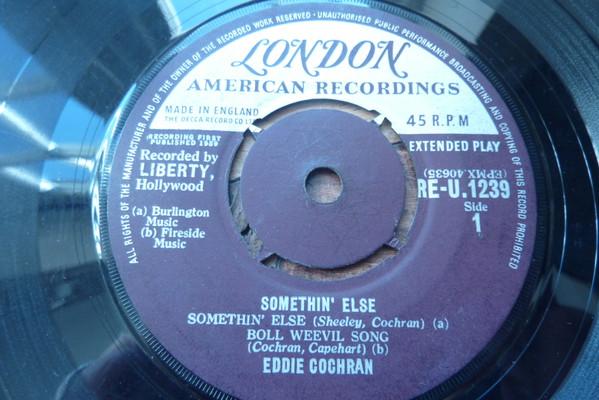 ALL RIGHTS OF THE MANUFACTURER AND OF THE OWNER OF THE RECORDED WORK RESERVED · UNAUTHORISED PUBLIC PERFORMANCE BROADCASTING AND COPYING OF THIS RECORD PROHIBITED
LONDON
AMERICAN RECORDINGS
MADE IN ENGLAND
THE DECCA RECORD CO LTD
45 R.P.M
RECORDING FIRST
PUBLISHED 1959
EXTENDED PLAY
Recorded by
LIBERTY,
Hollywood
(EPMX.40635)
RE-U.1239
Side
1
(a) Burlington
Music
(b) Fireside
Music
SOMETHIN' ELSE
SOMETHIN' ELSE (Sheeley, Cochran) (a)
BOLL WEEVIL SONG
(Cochran, Capehart) (b)
EDDIE COCHRAN